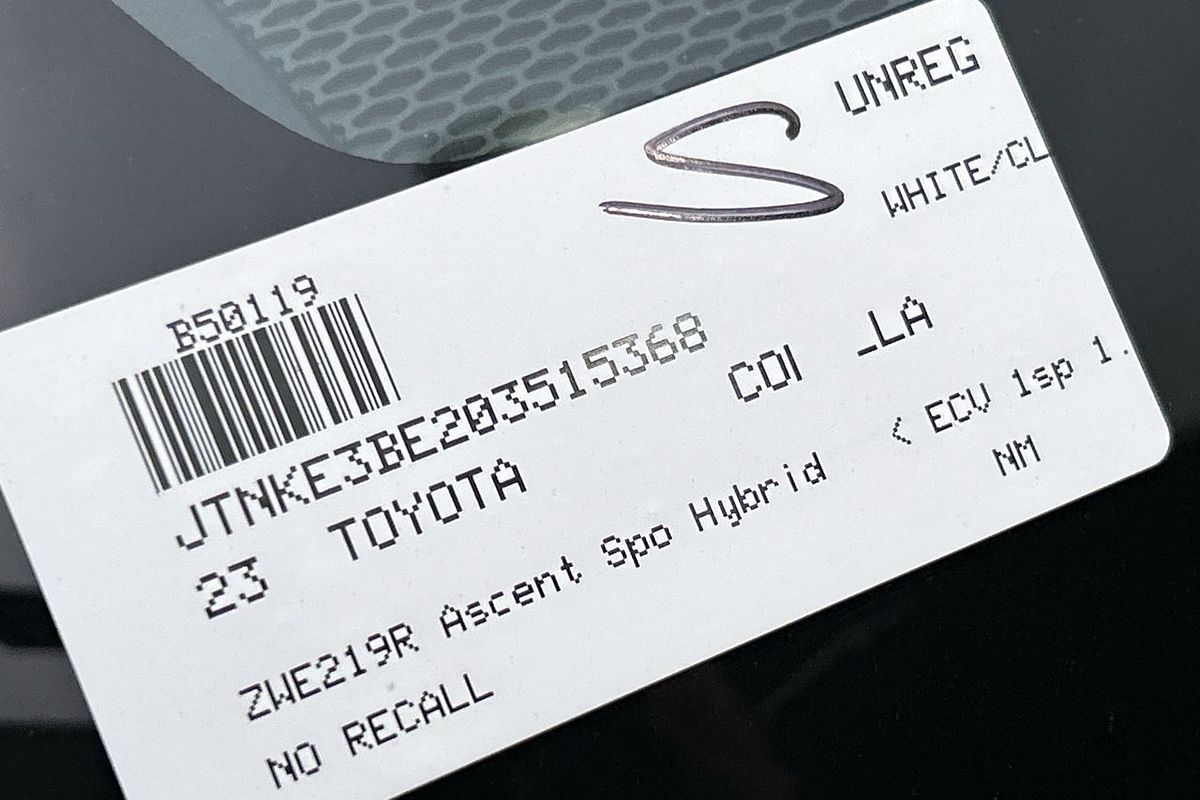 S UNREG
WHITE/CL
B50119
JTNKE3BE203515368
23 TOYOTA COI _LA
ZWE219R Ascent Spo Hybrid < ECV 1sp 1.
NO RECALL NM